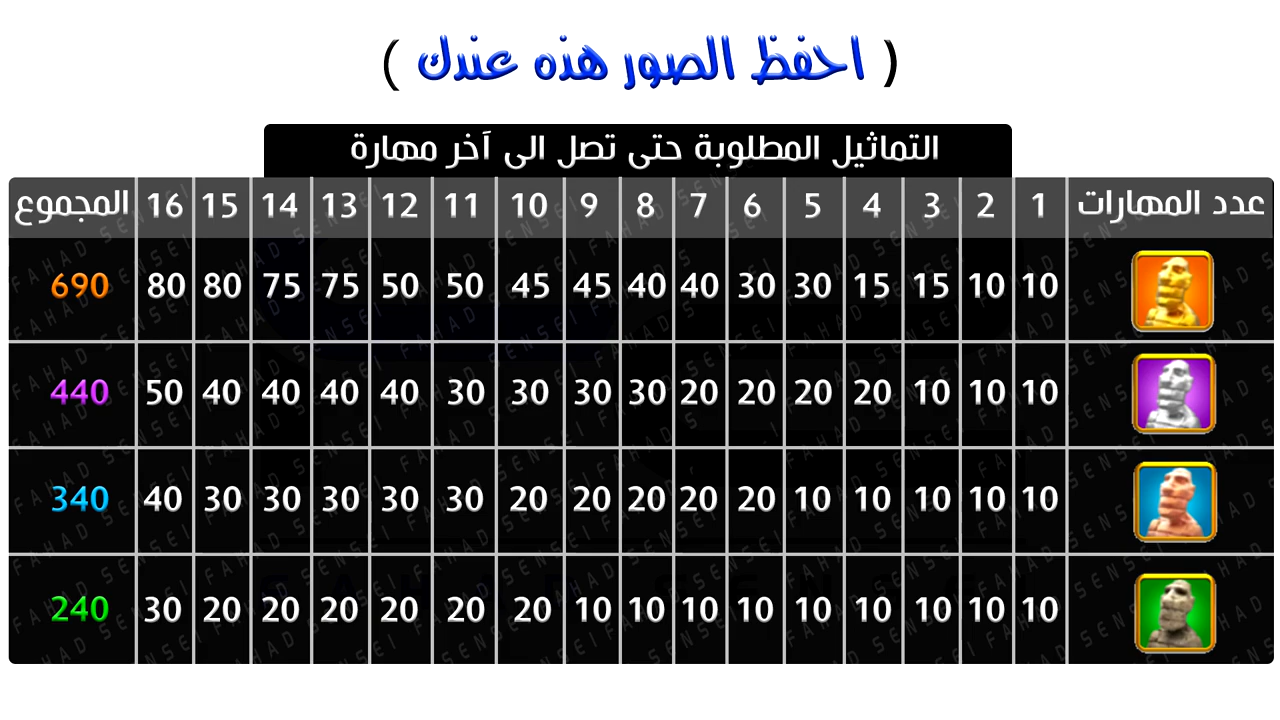 ( احفظ الصور هذه عندك )
التماثيل المطلوبة حتى تصل الى آخر مهارة
عدد المهارات 1 2 3 4 5 6 7 8 9 10 11 12 13 14 15 16 المجموع
10 10 15 15 30 30 40 40 45 45 50 50 75 75 80 80 690
10 10 10 20 20 20 20 30 30 30 30 40 40 40 40 50 440
10 10 10 10 10 20 20 20 20 20 30 30 30 30 30 40 340
10 10 10 10 10 10 10 10 10 20 20 20 20 20 20 30 240
FAHAD SENSEI